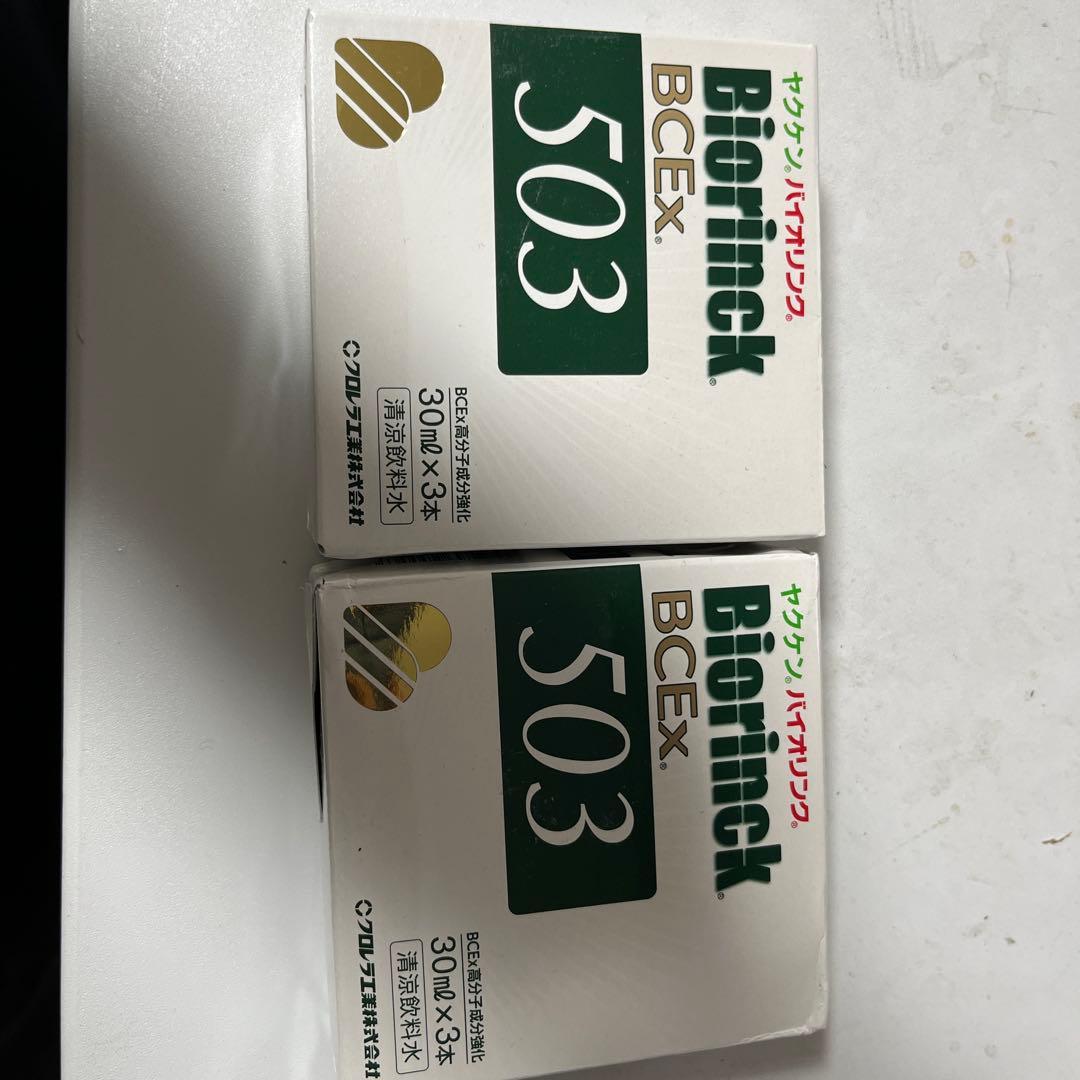 ヤクケン® バイオリンク®
Biorinck®
BCEx®
503
BCEx高分子成分強化
30㎖×3本
清涼飲料水
クロレラ工業株式会社
ヤクケン® バイオリンク®
Biorinck®
BCEx®
503
BCEx高分子成分強化
30㎖×3本
清涼飲料水
クロレラ工業株式会社